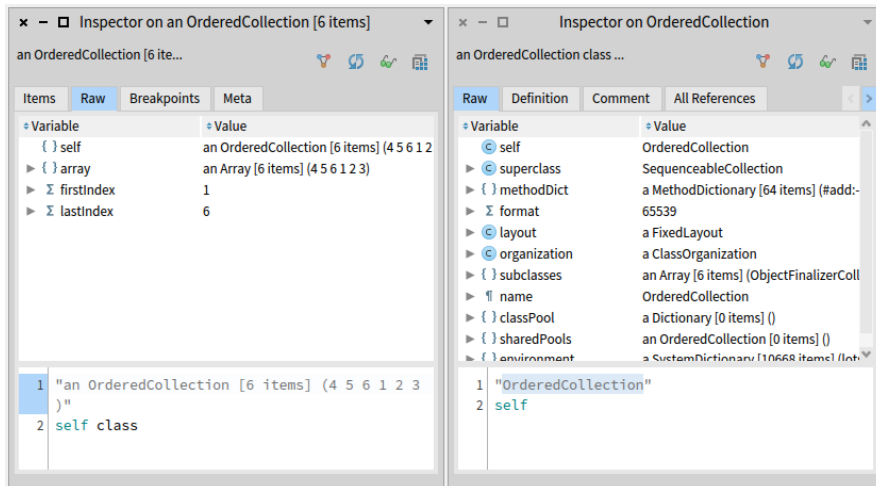 Inspector on an OrderedCollection [6 items]
an OrderedCollection [6 ite...
Items Raw Breakpoints Meta
Variable Value
{ } self an OrderedCollection [6 items] (4 5 6 1 2
{ } array an Array [6 items] (4 5 6 1 2 3)
Σ firstIndex 1
Σ lastIndex 6
1 "an OrderedCollection [6 items] (4 5 6 1 2 3
)"
2 self class
Inspector on OrderedCollection
an OrderedCollection class ...
Raw Definition Comment All References
Variable Value
C self OrderedCollection
C superclass SequenceableCollection
{ } methodDict a MethodDictionary [64 items] (#add:-
Σ format 65539
C layout a FixedLayout
C organization a ClassOrganization
{ } subclasses an Array [6 items] (ObjectFinalizerColl
¶ name OrderedCollection
{ } classPool a Dictionary [0 items] ()
{ } sharedPools an OrderedCollection [0 items] ()
{ } environment a SystemDictionary [10668 items] (lots
1 "OrderedCollection"
2 self